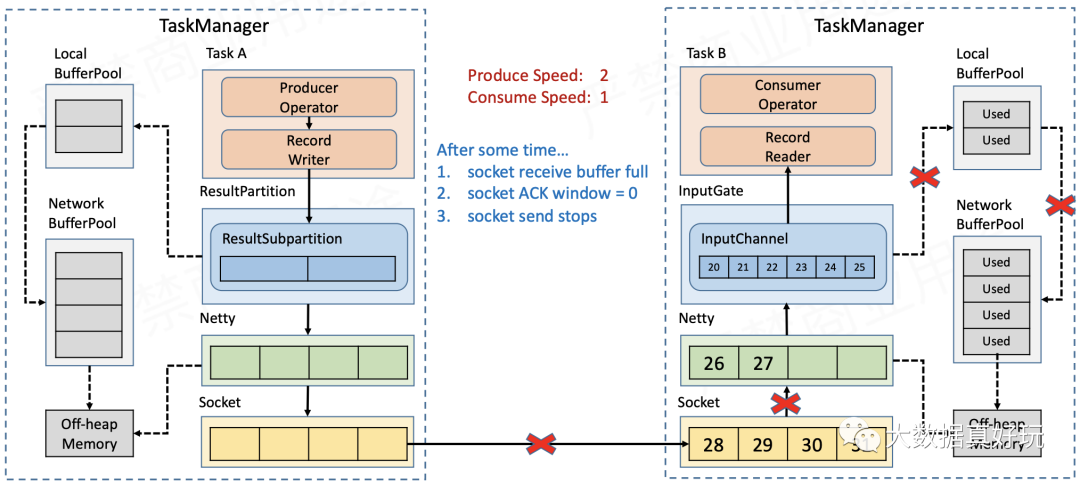 TaskManager
Local
BufferPool
Task A
Producer
Operator
Record
Writer
ResultPartition
Network
BufferPool
ResultSubpartition
Netty
Socket
Off-heap
Memory
Produce Speed: 2
Consume Speed: 1
After some time...
1. socket receive buffer full
2. socket ACK window = 0
3. socket send stops
TaskManager
Task B
Local
BufferPool
Consumer
Operator
Used
Used
Record
Reader
InputGate
Network
BufferPool
InputChannel
20 21 22 23 24 25
Used
Used
Used
Used
Netty
26 27
Socket
28 29 30
Off-heap
Memory
大数据真好玩